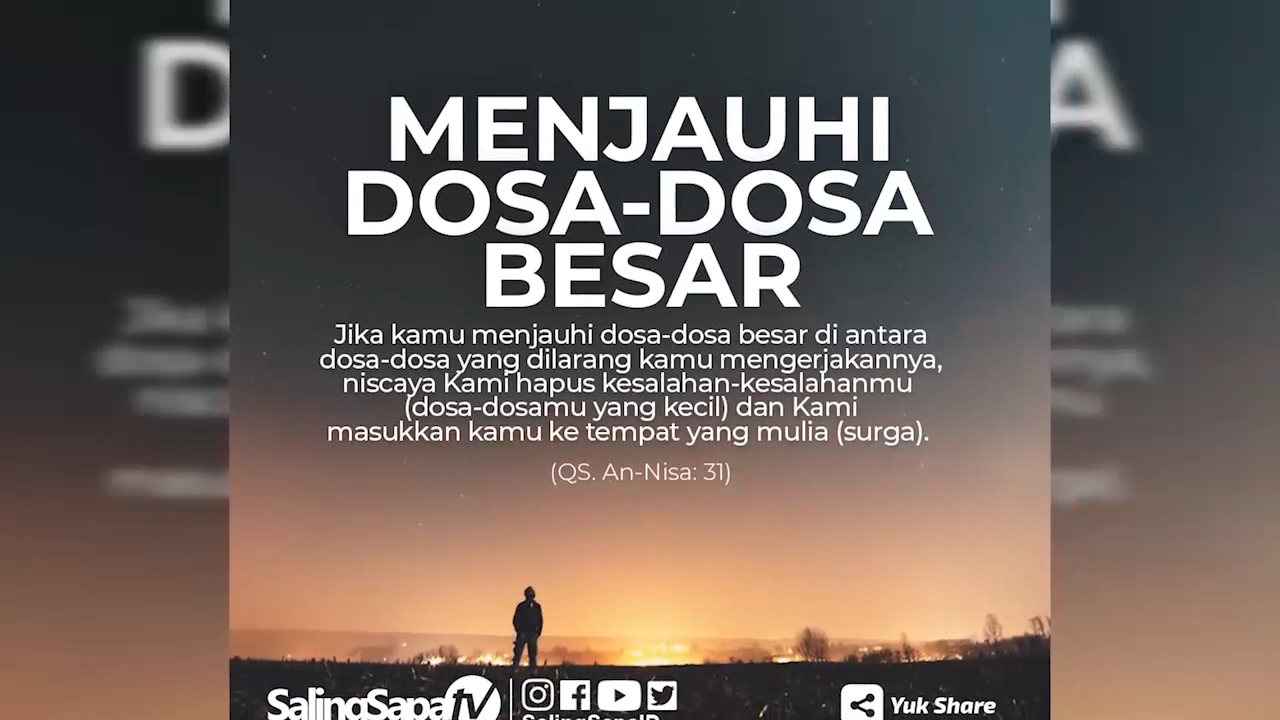 MENJAUHI
DOSA-DOSA
BESAR
Jika kamu menjauhi dosa-dosa besar di antara
dosa-dosa yang dilarang kamu mengerjakannya,
niscaya Kami hapus kesalahan-kesalahanmu
(dosa-dosamu yang kecil) dan Kami
masukkan kamu ke tempat yang mulia (surga).
(QS. An-Nisa: 31)
SalingSapa tv
SalingSapaID
Yuk Share